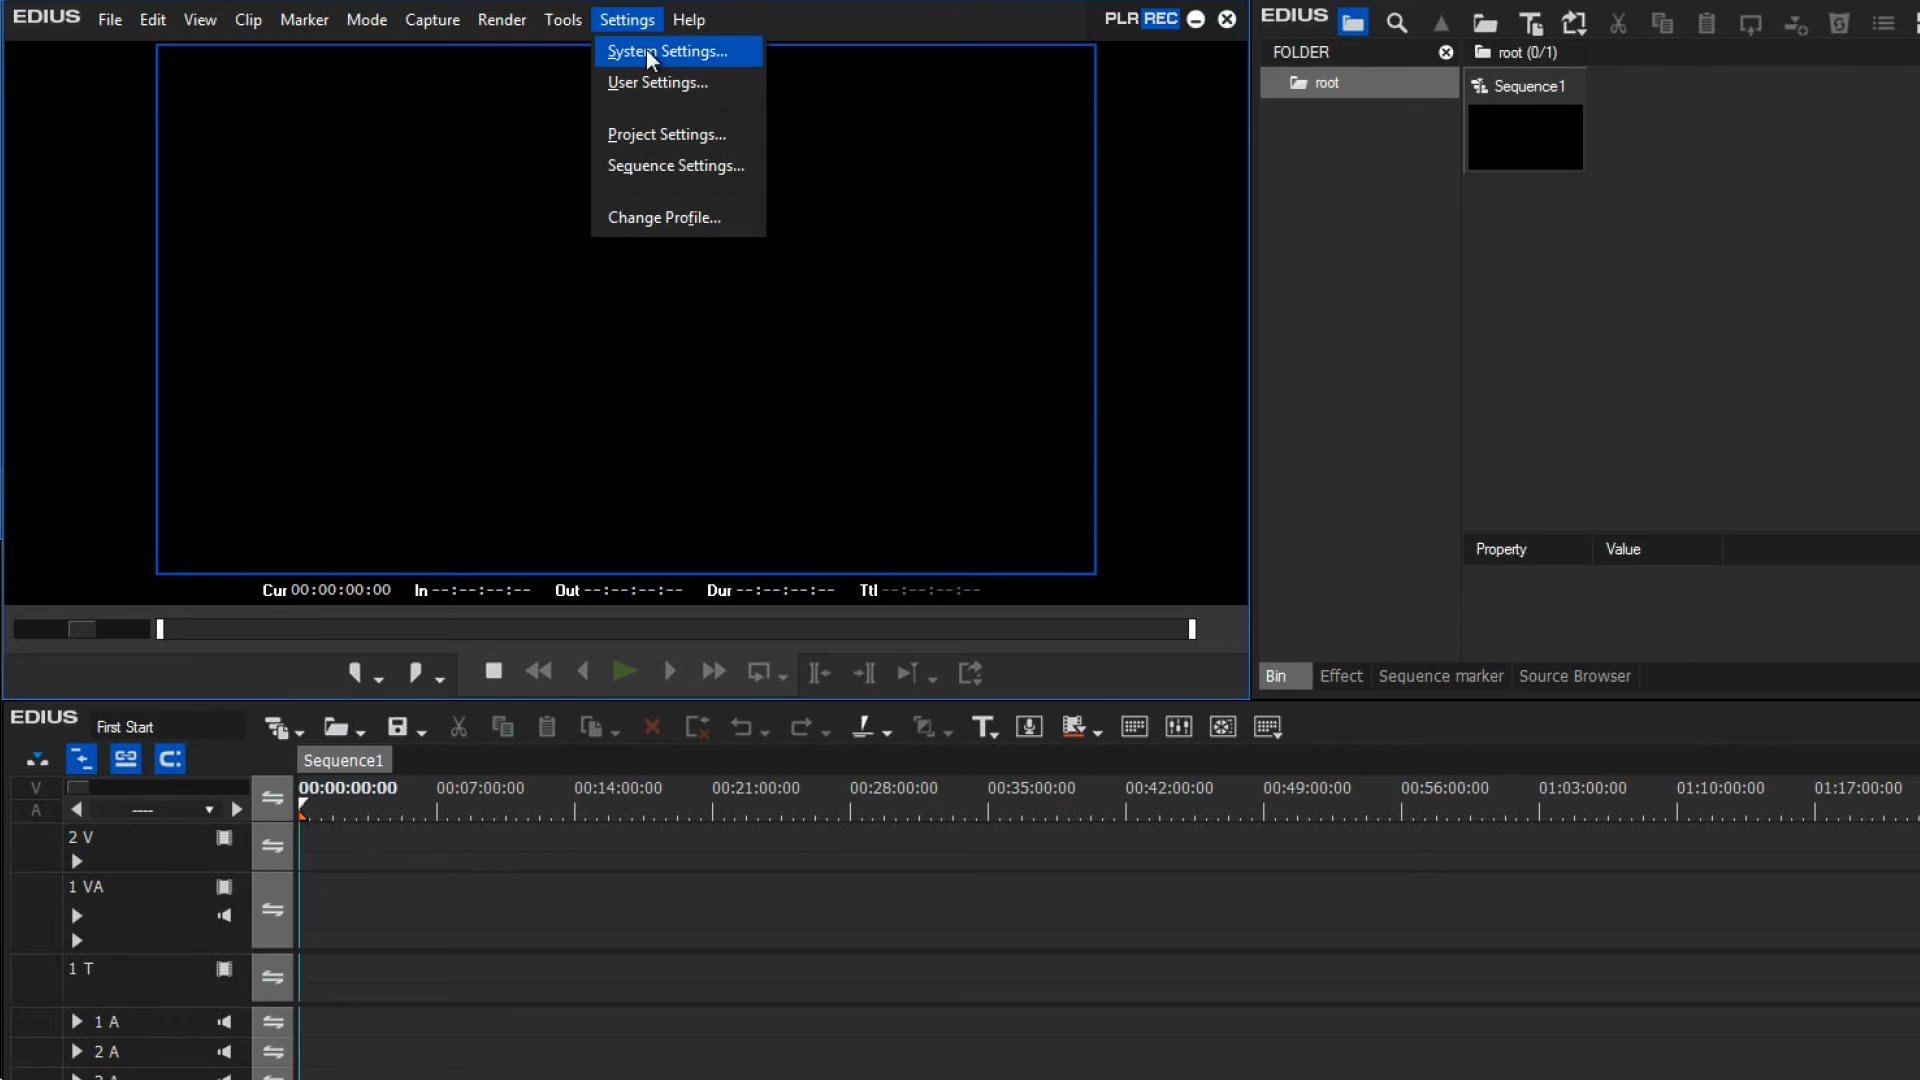 EDIUS File Edit View Clip Marker Mode Capture Render Tools Settings Help PLR REC
System Settings...
User Settings...
Project Settings...
Sequence Settings...
Change Profile...
EDIUS
FOLDER
root (0/1)
root
Sequence1
Property Value
Cur 00:00:00:00 In --:--:--:-- Out --:--:--:-- Dur --:--:--:-- Ttl --:--:--:--
Bin Effect Sequence marker Source Browser
EDIUS First Start
Sequence1
V
A
----
00:00:00:00 00:07:00:00 00:14:00:00 00:21:00:00 00:28:00:00 00:35:00:00 00:42:00:00 00:49:00:00 00:56:00:00 01:03:00:00 01:10:00:00 01:17:00:00
2 V
1 VA
1 T
1 A
2 A